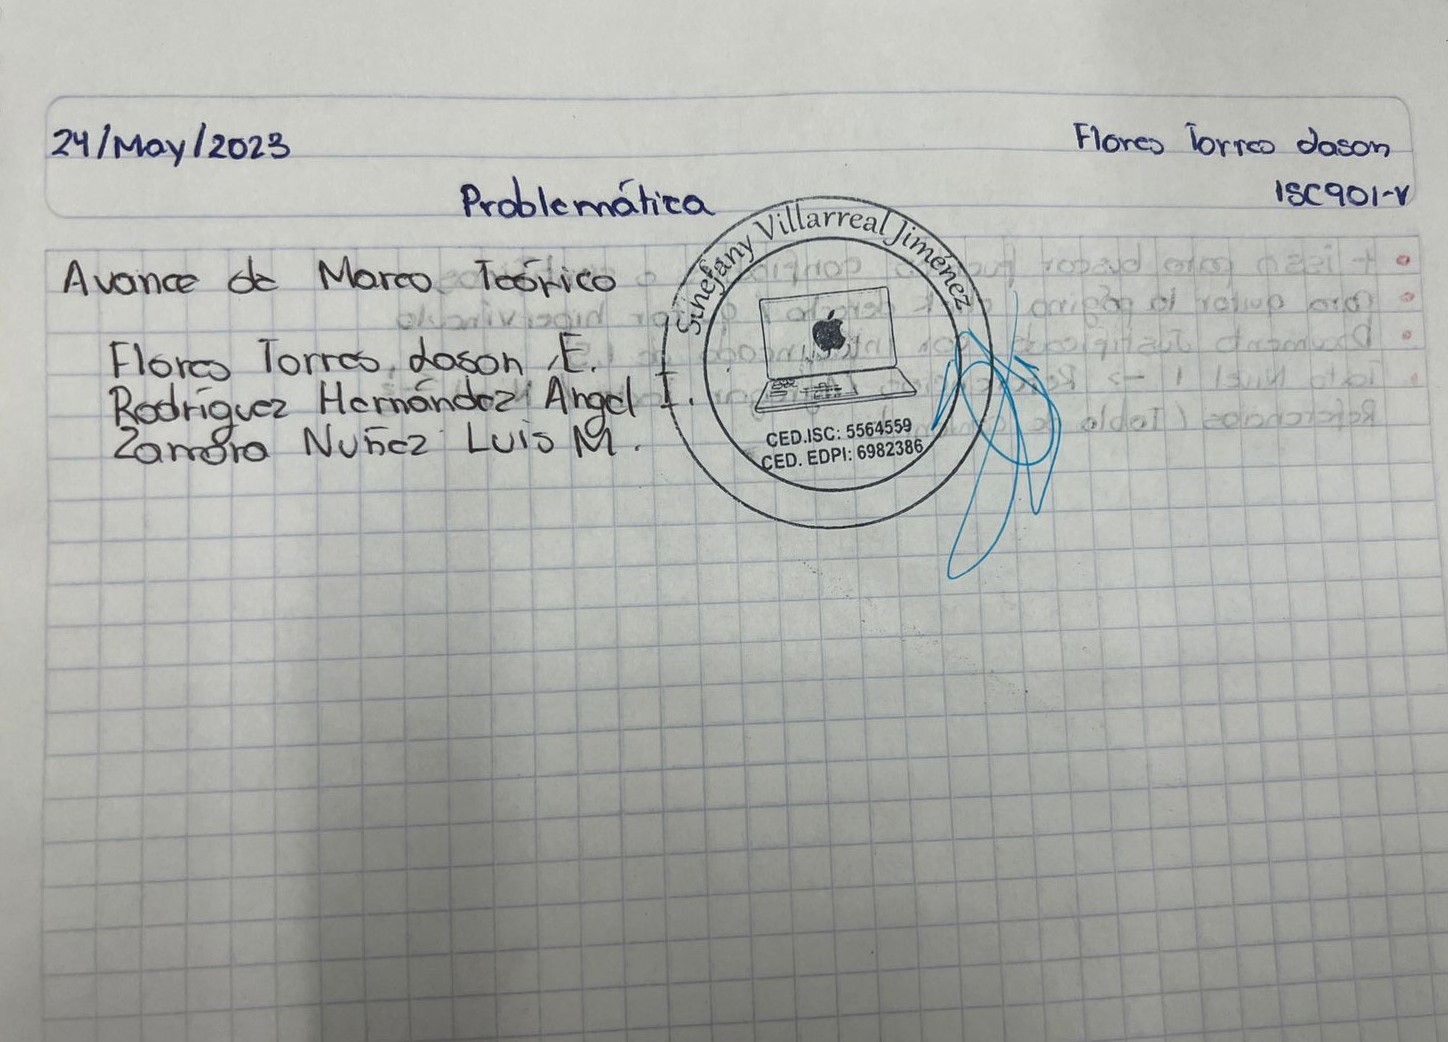 24/May/2023
Flores Torres Jason
ISC901-V
Problemática
Avance de Marco Teórico
Flores Torres Jason E.
Rodríguez Hernández Angel I.
Zamora Nuñez Luis M.
Sunefany Villarreal Jiménez
CED.ISC: 5564559
CED. EDPI: 6982386